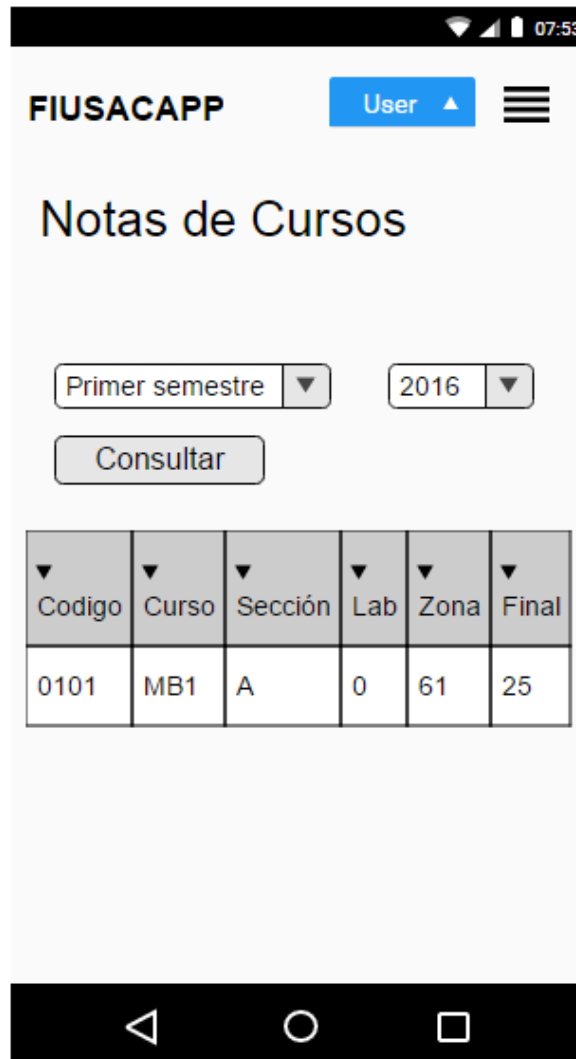 07:53
FIUSACAPP User
Notas de Cursos
Primer semestre 2016
Consultar
Codigo Curso Sección Lab Zona Final
0101 MB1 A 0 61 25